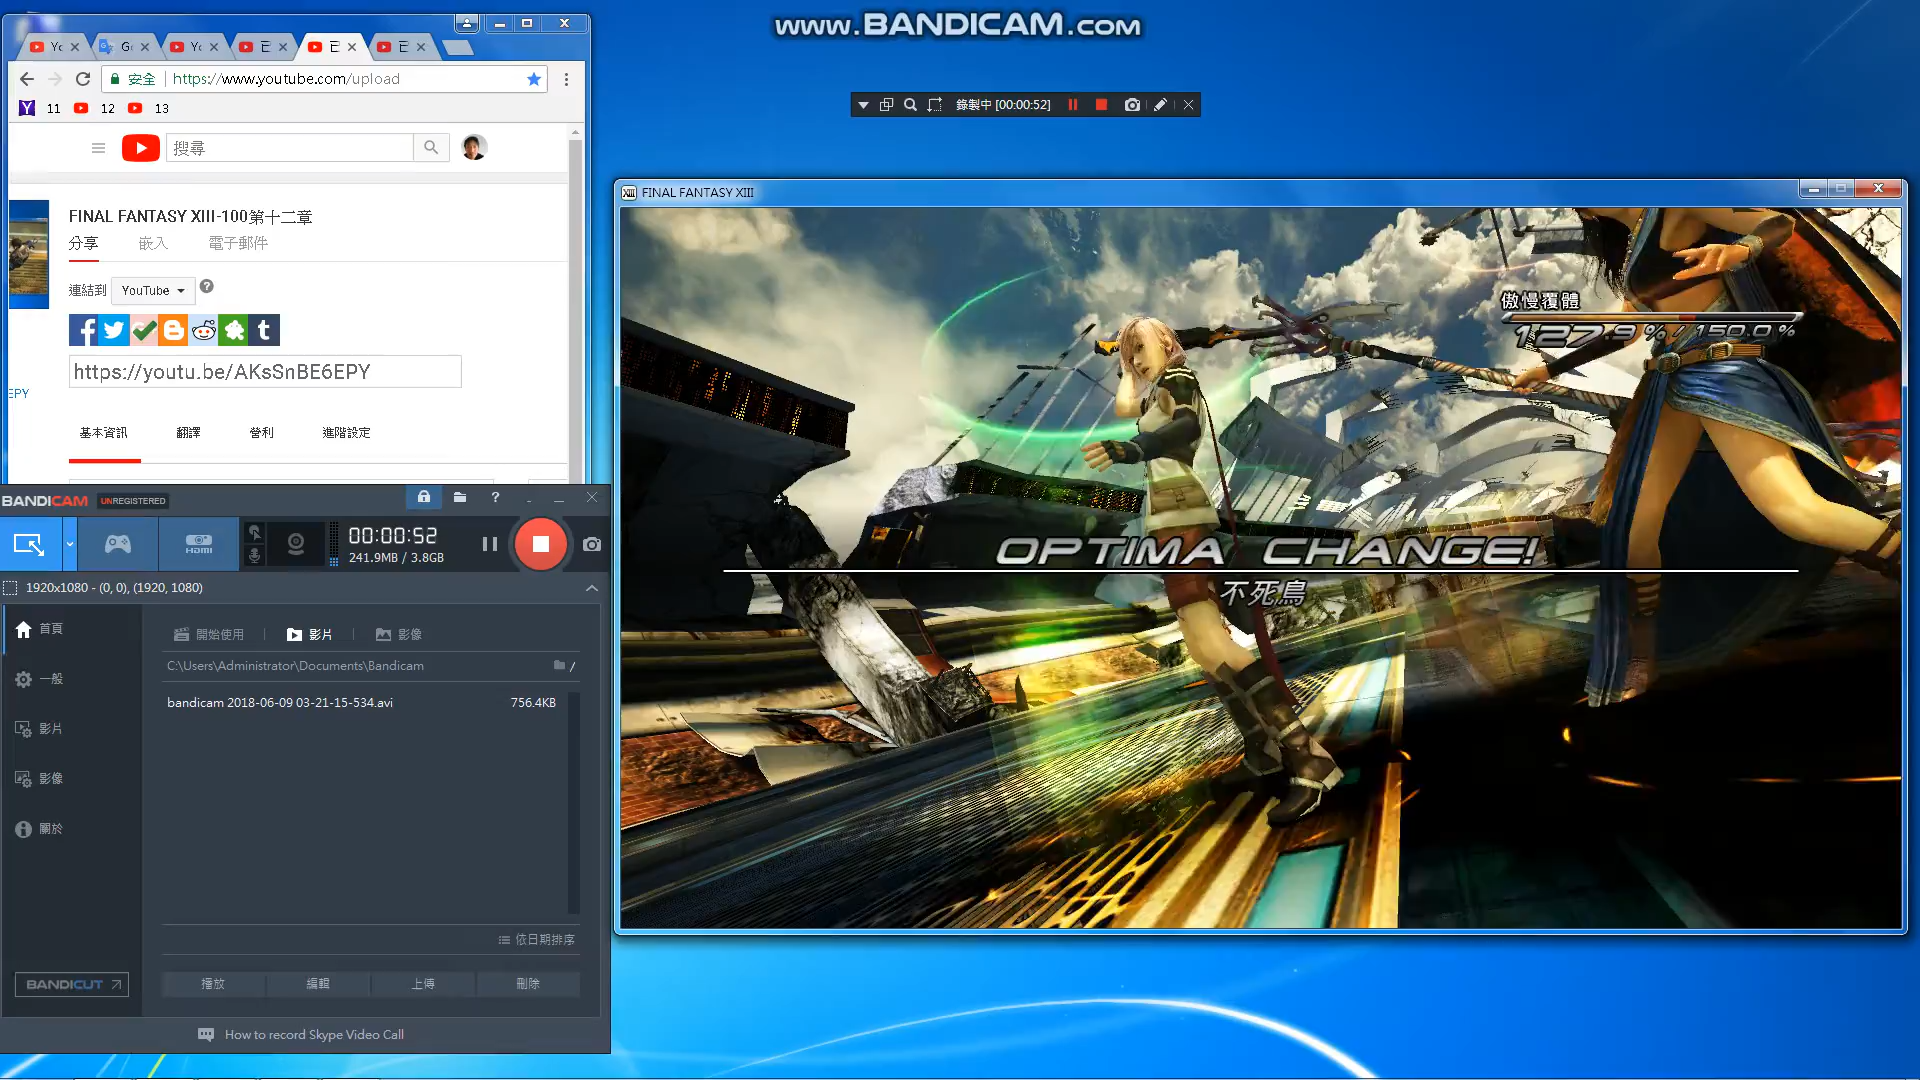 www.BANDICAM.com
Yc
Gc
Yc
E
E
E
安全
https://www.youtube.com/upload
11
12
13
錄製中 [00:00:52]
搜尋
FINAL FANTASY XIII-100第十二章
分享
嵌入
電子郵件
連結到
YouTube
https://youtu.be/AKsSnBE6EPY
EPY
基本資訊
翻譯
營利
進階設定
XIII FINAL FANTASY XIII
傲慢覆體
127.9%/150.0%
OPTIMA CHANGE!
不死鳥
BANDICAM UNREGISTERED
HDMI
00:00:52
241.9MB / 3.8GB
1920x1080 - (0, 0), (1920, 1080)
首頁
一般
影片
影像
關於
開始使用
影片
影像
C:\Users\Administrator\Documents\Bandicam
/
bandicam 2018-06-09 03-21-15-534.avi
756.4KB
依日期排序
播放
編輯
上傳
刪除
BANDICUT
How to record Skype Video Call